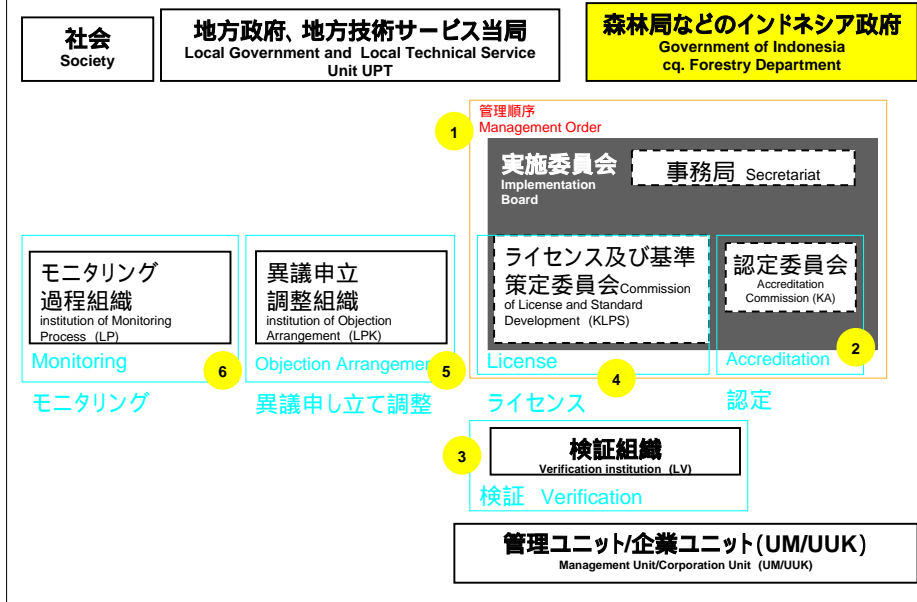 社会
Society
地方政府、地方技術サービス当局
Local Government and Local Technical Service
Unit UPT
森林局などのインドネシア政府
Government of Indonesia
cq. Forestry Department
管理順序
Management Order
1
実施委員会
Implementation
Board
事務局 Secretariat
モニタリング
過程組織
institution of Monitoring
Process (LP)
Monitoring
6
モニタリング
異議申立
調整組織
institution of Objection
Arrangement (LPK)
Objection Arrangemen
5
異議申し立て調整
ライセンス及び基準
策定委員会Commission
of License and Standard
Development (KLPS)
License
4
ライセンス
認定委員会
Accreditation
Commission (KA)
Accreditation
2
認定
3
検証組織
Verification institution (LV)
検証 Verification
管理ユニット/企業ユニット(UM/UUK)
Management Unit/Corporation Unit (UM/UUK)